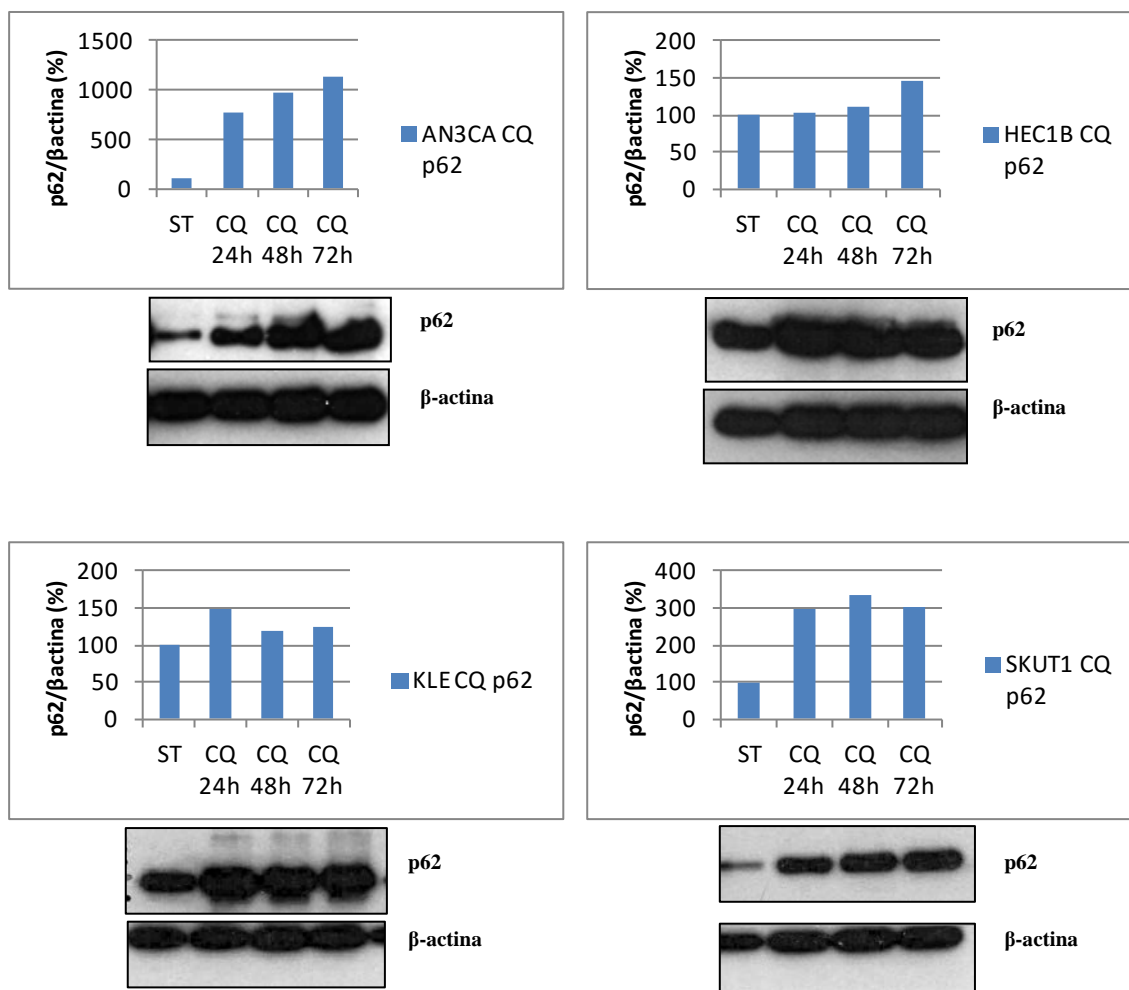 p62/βactina (%)
1500
1000
500
0
ST
CQ
24h
CQ
48h
CQ
72h
AN3CA CQ
p62
p62
β-actina
p62/βactina (%)
200
150
100
50
0
ST
CQ
24h
CQ
48h
CQ
72h
HEC1B CQ
p62
p62
β-actina
p62/βactina (%)
200
150
100
50
0
ST
CQ
24h
CQ
48h
CQ
72h
KLE CQ p62
p62
β-actina
p62/βactina (%)
400
300
200
100
0
ST
CQ
24h
CQ
48h
CQ
72h
SKUT1 CQ
p62
p62
β-actina